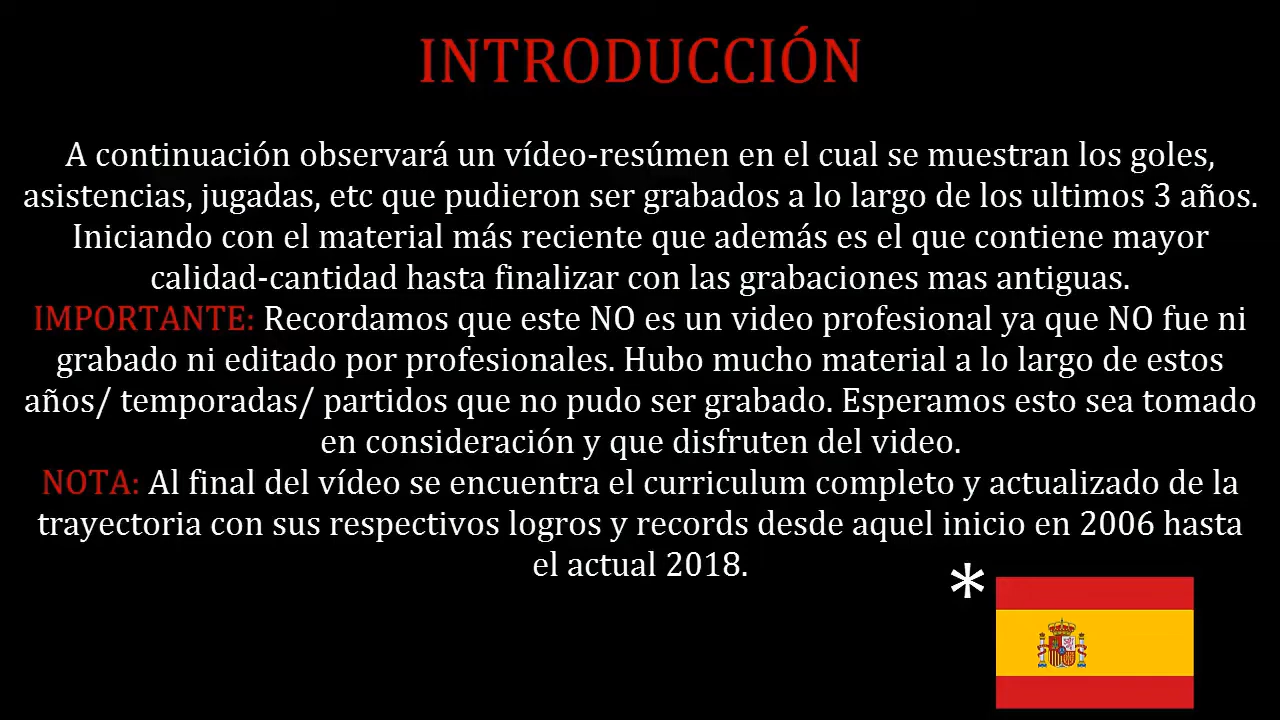 INTRODUCCIÓN
A continuación observará un vídeo-resúmen en el cual se muestran los goles,
asistencias, jugadas, etc que pudieron ser grabados a lo largo de los ultimos 3 años.
Iniciando con el material más reciente que además es el que contiene mayor
calidad-cantidad hasta finalizar con las grabaciones mas antiguas.
IMPORTANTE: Recordamos que este NO es un video profesional ya que NO fue ni
grabado ni editado por profesionales. Hubo mucho material a lo largo de estos
años/ temporadas/ partidos que no pudo ser grabado. Esperamos esto sea tomado
en consideración y que disfruten del video.
NOTA: Al final del vídeo se encuentra el curriculum completo y actualizado de la
trayectoria con sus respectivos logros y records desde aquel inicio en 2006 hasta
el actual 2018.
*